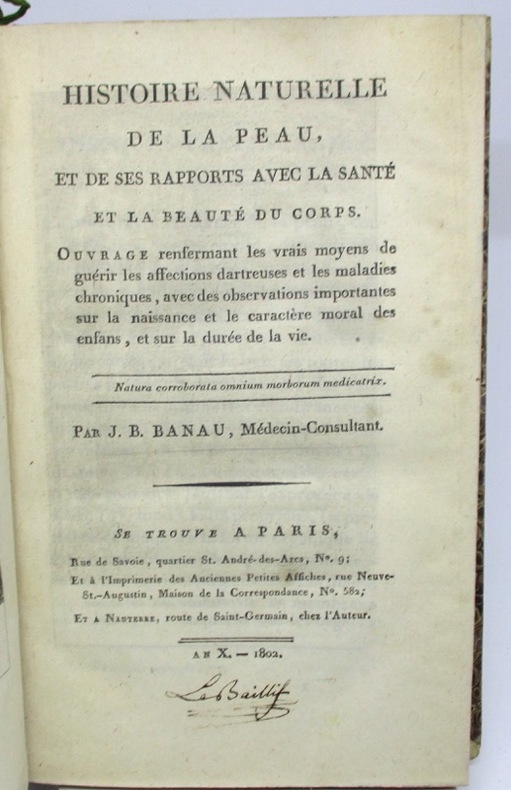 HISTOIRE NATURELLE
DE LA PEAU,
ET DE SES RAPPORTS AVEC LA SANTÉ
ET LA BEAUTÉ DU CORPS.
OUVRAGE renfermant les vrais moyens de
guérir les affections dartreuses et les maladies
chroniques, avec des observations importantes
sur la naissance et le caractère moral des
enfans, et sur la durée de la vie.
Natura corroborata omnium morborum medicatrix.
PAR J. B. BANAU, Médecin-Consultant.
SE TROUVE A PARIS,
Rue de Savoie, quartier St. André-des-Arcs, No. 9;
Et à l'Imprimerie des Anciennes Petites Affiches, rue Neuve-
St.-Augustin, Maison de la Correspondance, No. 582;
ET A NANTERRE, route de Saint-Germain, chez l'Auteur.
AN X. — 1802.
LeBaillif